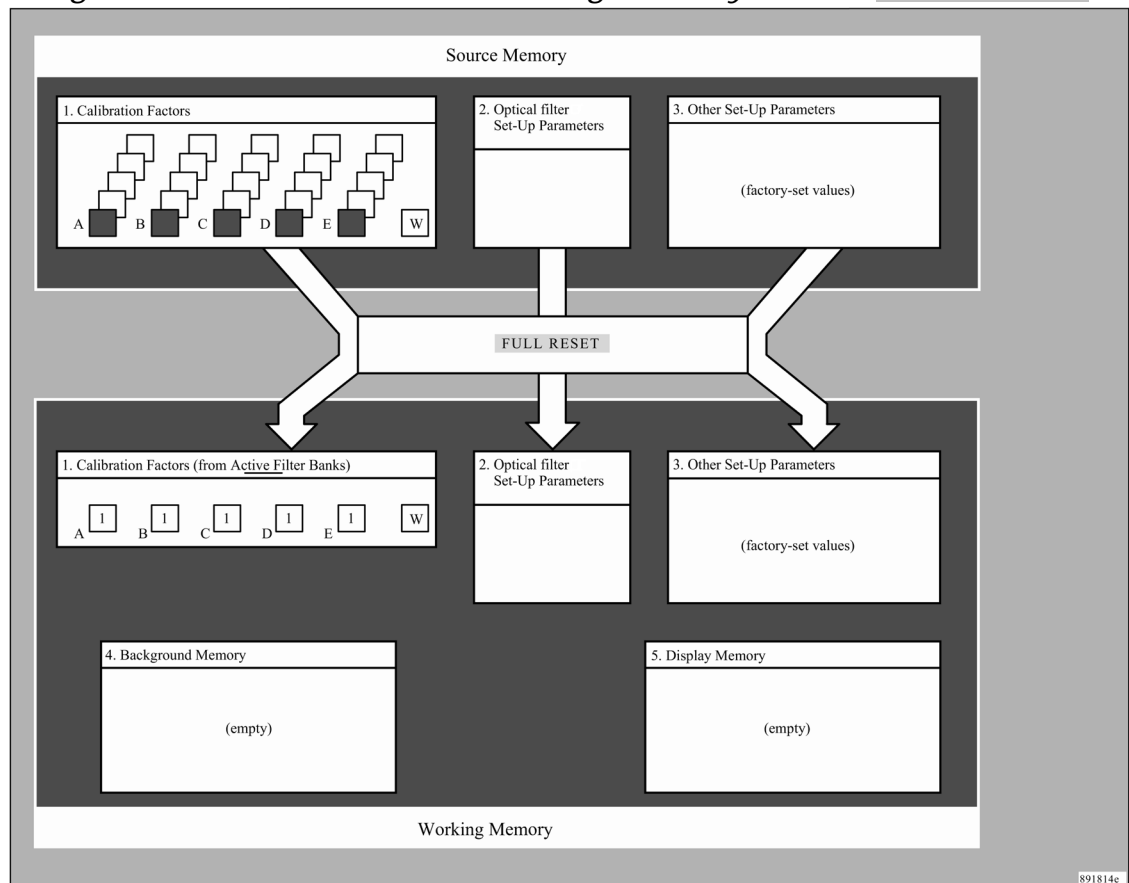 Source Memory
1. Calibration Factors
A B C D E W
2. Optical filter
Set-Up Parameters
3. Other Set-Up Parameters
(factory-set values)
FULL RESET
1. Calibration Factors (from Active Filter Banks)
A 1 B 1 C 1 D 1 E 1 W
2. Optical filter
Set-Up Parameters
3. Other Set-Up Parameters
(factory-set values)
4. Background Memory
(empty)
5. Display Memory
(empty)
Working Memory
891814e